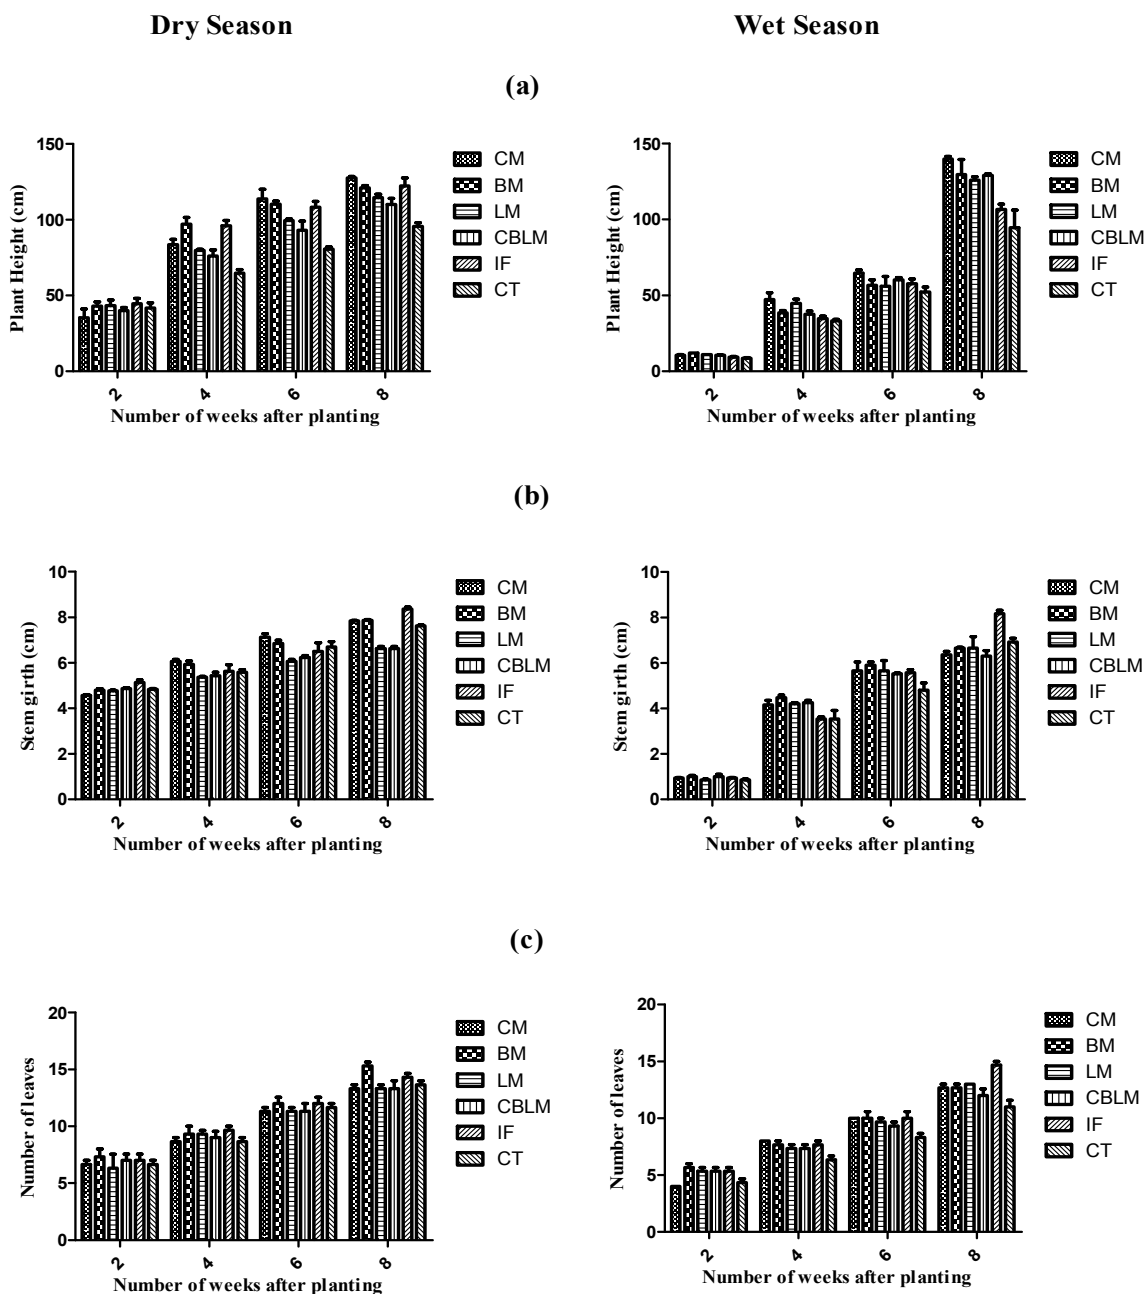 Dry Season
Wet Season
(a)
Plant Height (cm)
150
100
50
0
2
4
6
8
Number of weeks after planting
CM
BM
LM
CBLM
IF
CT
Plant Height (cm)
150
100
50
0
2
4
6
8
Number of weeks after planting
CM
BM
LM
CBLM
IF
CT
(b)
Stem girth (cm)
10
8
6
4
2
0
2
4
6
8
Number of weeks after planting
CM
BM
LM
CBLM
IF
CT
Stem girth (cm)
10
8
6
4
2
0
2
4
6
8
Number of weeks after planting
CM
BM
LM
CBLM
IF
CT
(c)
Number of leaves
20
15
10
5
0
2
4
6
8
Number of weeks after planting
CM
BM
LM
CBLM
IF
CT
Number of leaves
20
15
10
5
0
2
4
6
8
Number of weeks after planting
CM
BM
LM
CBLM
IF
CT